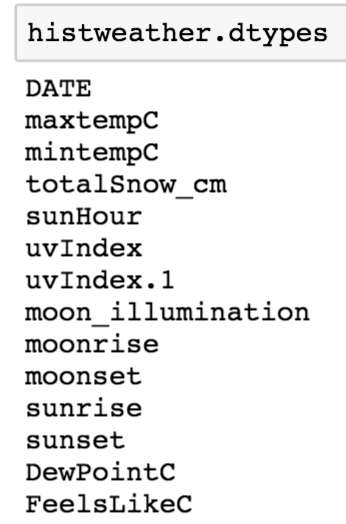 histweather.dtypes
DATE
maxtempC
mintempC
totalSnow_cm
sunHour
uvIndex
uvIndex.1
moon_illumination
moonrise
moonset
sunrise
sunset
DewPointC
FeelsLikeC